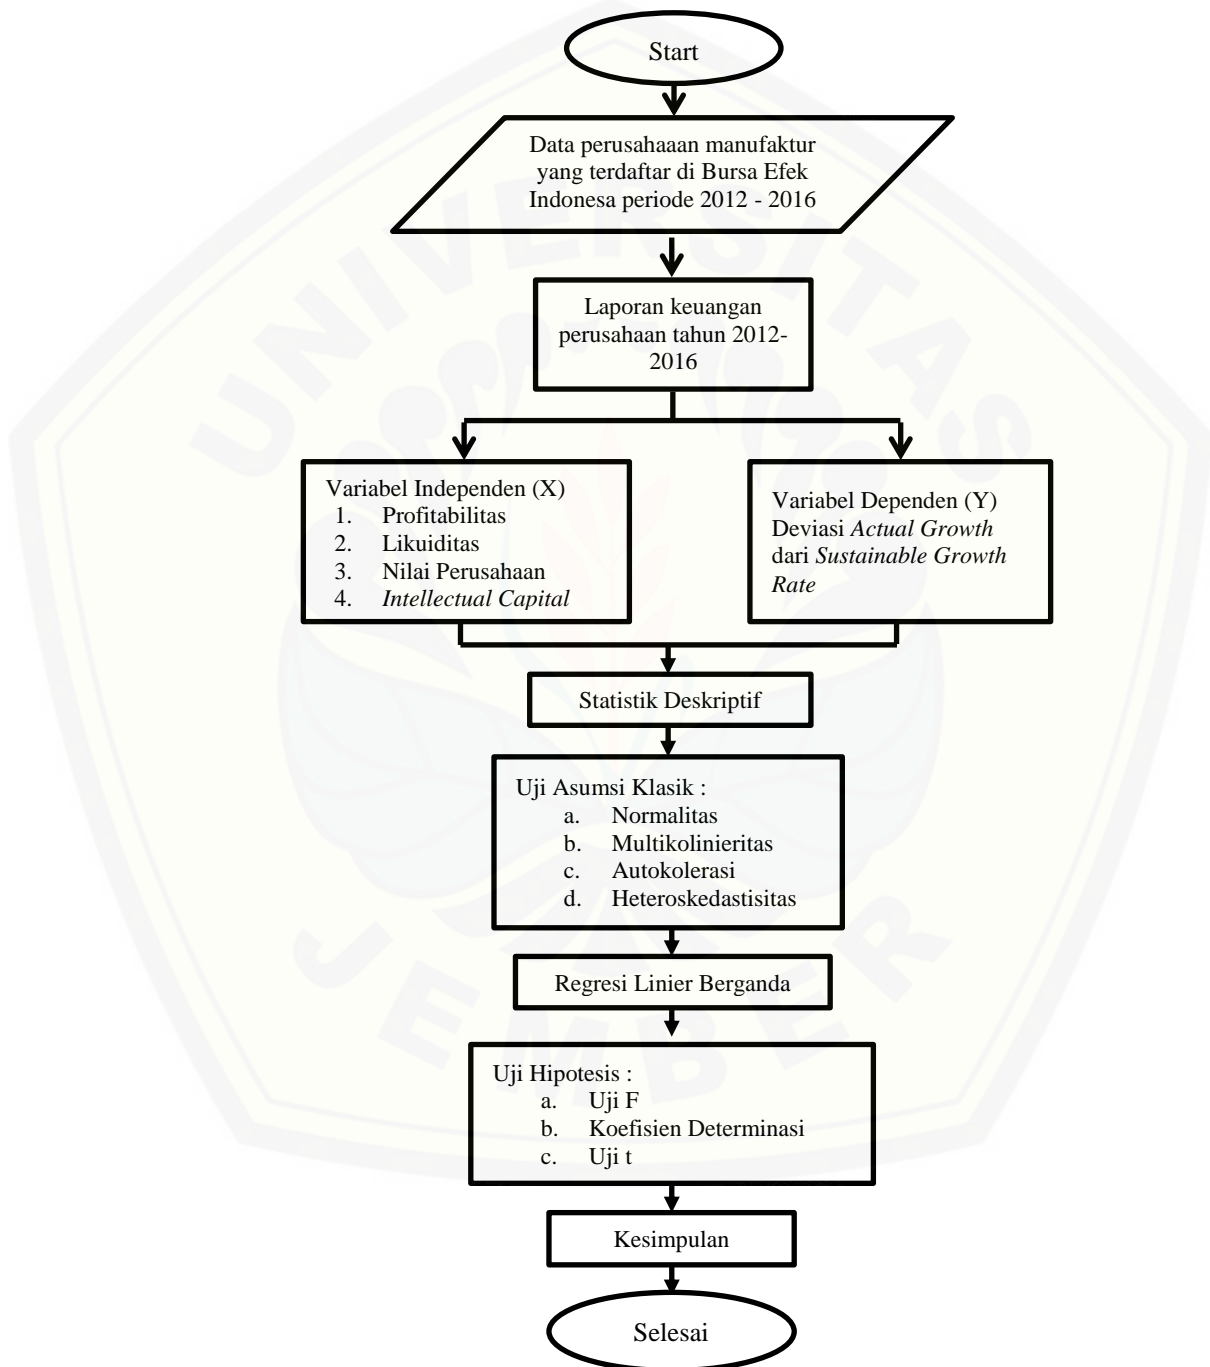 Start
Data perusahaaan manufaktur
yang terdaftar di Bursa Efek
Indonesa periode 2012 - 2016
Laporan keuangan
perusahaan tahun 2012-
2016
Variabel Independen (X)
1. Profitabilitas
2. Likuiditas
3. Nilai Perusahaan
4. Intellectual Capital
Variabel Dependen (Y)
Deviasi Actual Growth
dari Sustainable Growth
Rate
Statistik Deskriptif
Uji Asumsi Klasik :
a. Normalitas
b. Multikolinieritas
c. Autokolerasi
d. Heteroskedastisitas
Regresi Linier Berganda
Uji Hipotesis :
a. Uji F
b. Koefisien Determinasi
c. Uji t
Kesimpulan
Selesai
UNIVERSITAS
JEMBER